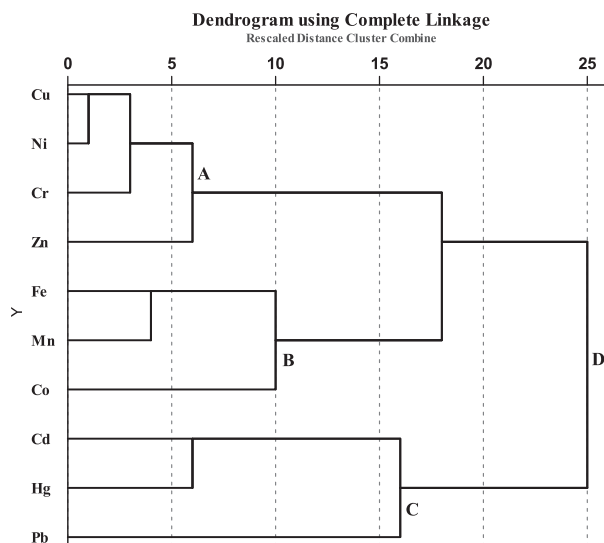 Dendrogram using Complete Linkage
Rescaled Distance Cluster Combine
0 5 10 15 20 25
Cu
Ni
Cr
A
Zn
Fe
Y
Mn
B
D
Co
Cd
Hg
C
Pb